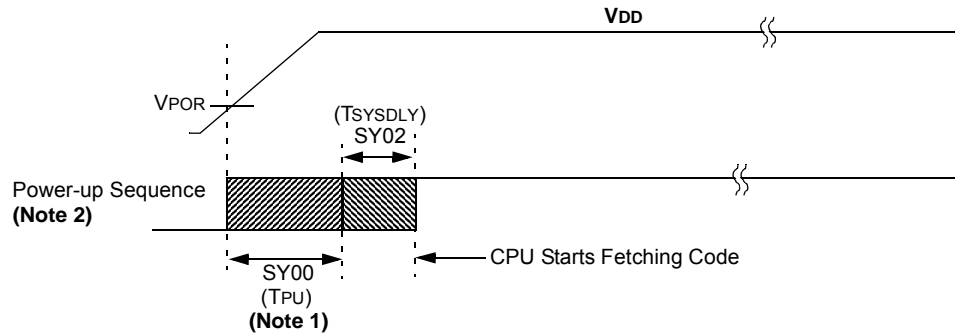 VDD
VPOR
(TSYSDLY)
SY02
Power-up Sequence
(Note 2)
CPU Starts Fetching Code
SY00
(TPU)
(Note 1)